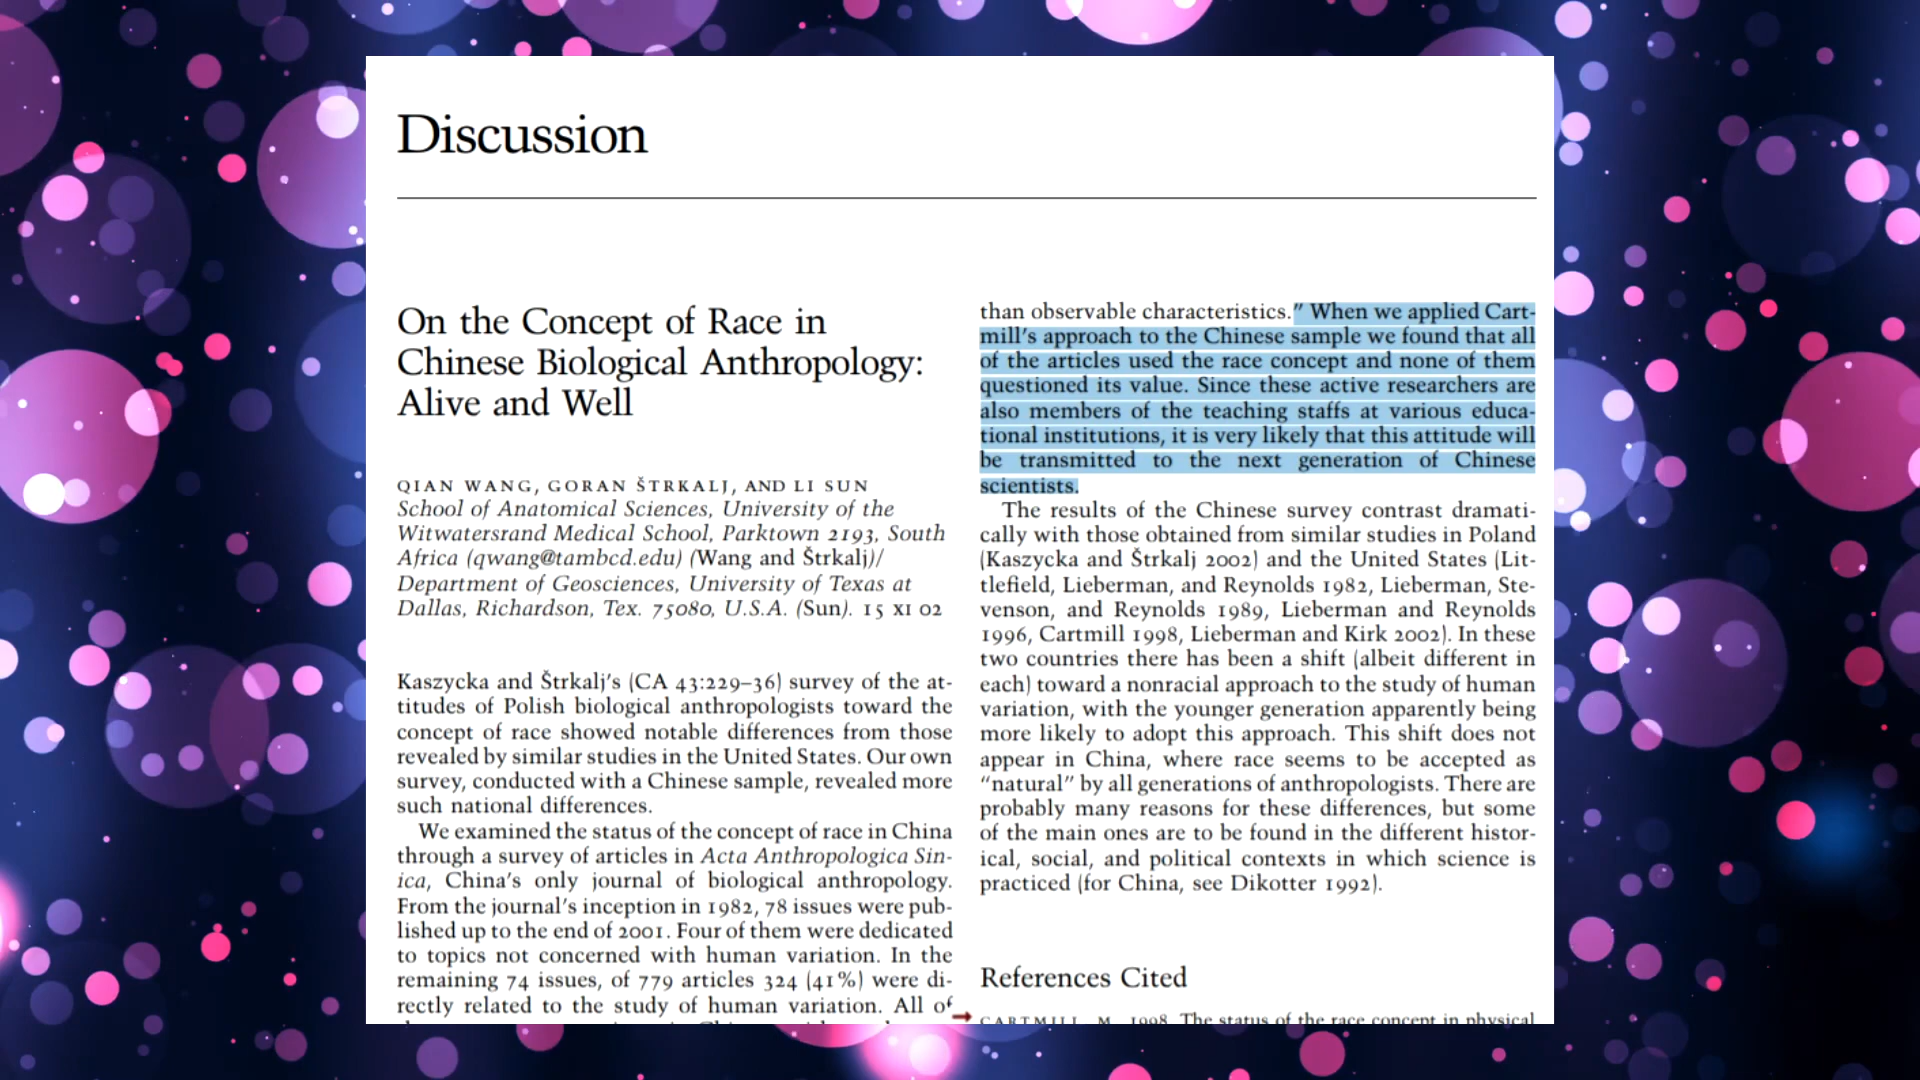 Discussion
On the Concept of Race in
Chinese Biological Anthropology:
Alive and Well
QIAN WANG, GORAN ŠTRKALJ, AND LI SUN
School of Anatomical Sciences, University of the
Witwatersrand Medical School, Parktown 2193, South
Africa (qwang@tambcd.edu) (Wang and Štrkalj)/
Department of Geosciences, University of Texas at
Dallas, Richardson, Tex. 75080, U.S.A. (Sun). 15 XI 02
Kaszycka and Štrkalj's (CA 43:229–36) survey of the at-
titudes of Polish biological anthropologists toward the
concept of race showed notable differences from those
revealed by similar studies in the United States. Our own
survey, conducted with a Chinese sample, revealed more
such national differences.
We examined the status of the concept of race in China
through a survey of articles in Acta Anthropologica Sin-
ica, China's only journal of biological anthropology.
From the journal's inception in 1982, 78 issues were pub-
lished up to the end of 2001. Four of them were dedicated
to topics not concerned with human variation. In the
remaining 74 issues, of 779 articles 324 (41%) were di-
rectly related to the study of human variation. All of
than observable characteristics." When we applied Cart-
mill's approach to the Chinese sample we found that all
of the articles used the race concept and none of them
questioned its value. Since these active researchers are
also members of the teaching staffs at various educa-
tional institutions, it is very likely that this attitude will
be transmitted to the next generation of Chinese
scientists.
The results of the Chinese survey contrast dramati-
cally with those obtained from similar studies in Poland
(Kaszycka and Štrkalj 2002) and the United States (Lit-
tlefield, Lieberman, and Reynolds 1982, Lieberman, Ste-
venson, and Reynolds 1989, Lieberman and Reynolds
1996, Cartmill 1998, Lieberman and Kirk 2002). In these
two countries there has been a shift (albeit different in
each) toward a nonracial approach to the study of human
variation, with the younger generation apparently being
more likely to adopt this approach. This shift does not
appear in China, where race seems to be accepted as
"natural" by all generations of anthropologists. There are
probably many reasons for these differences, but some
of the main ones are to be found in the different histor-
ical, social, and political contexts in which science is
practiced (for China, see Dikotter 1992).
References Cited
CARTMILL, M. 1998. The status of the race concept in physical